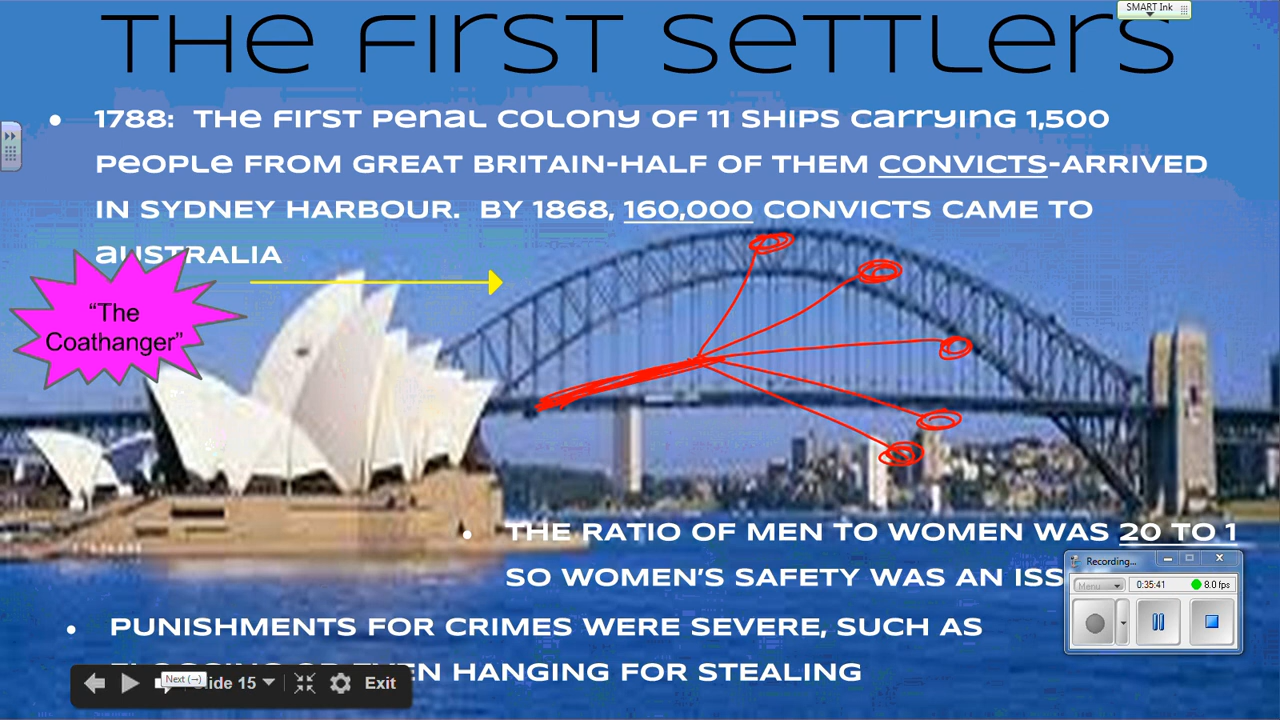 THE FIRST SETTLERS
SMART Ink
1788: THE FIRST PENAL COLONY OF 11 SHIPS CARRYING 1,500
PEOPLE FROM GREAT BRITAIN-HALF OF THEM CONVICTS-ARRIVED
IN SYDNEY HARBOUR. BY 1868, 160,000 CONVICTS CAME TO
AUSTRALIA
"The
Coathanger"
THE RATIO OF MEN TO WOMEN WAS 20 TO 1
SO WOMEN'S SAFETY WAS AN ISS
Recording...
Menu
0:35:41
8.0 fps
PUNISHMENTS FOR CRIMES WERE SEVERE, SUCH AS
HANGING FOR STEALING
Next (→)
Slide 15
Exit